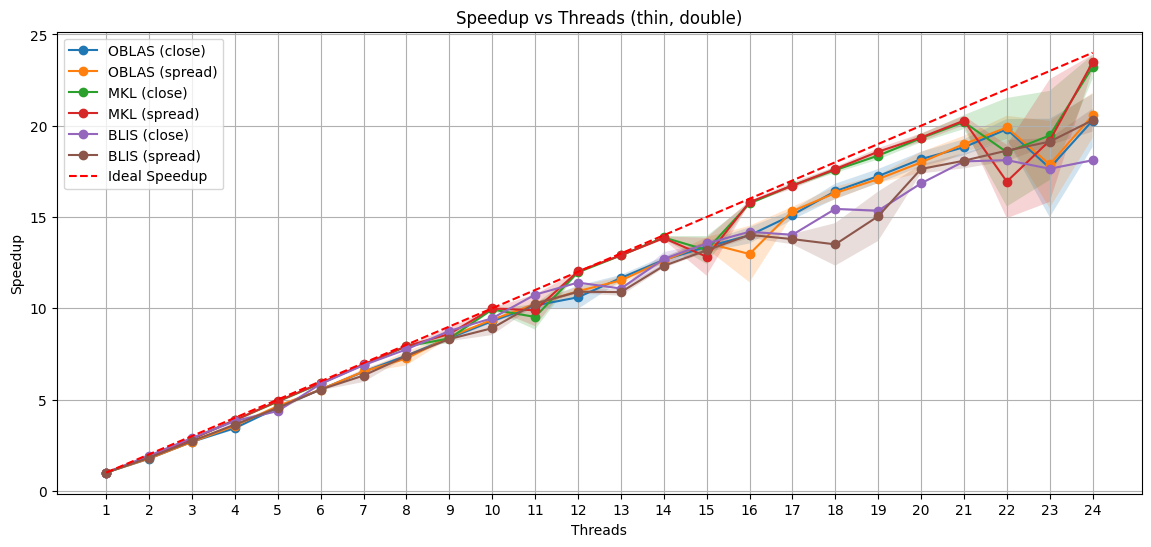 Speedup vs Threads (thin, double)
OBLAS (close)
OBLAS (spread)
MKL (close)
MKL (spread)
BLIS (close)
BLIS (spread)
Ideal Speedup
Speedup
25
20
15
10
5
0
1 2 3 4 5 6 7 8 9 10 11 12 13 14 15 16 17 18 19 20 21 22 23 24
Threads